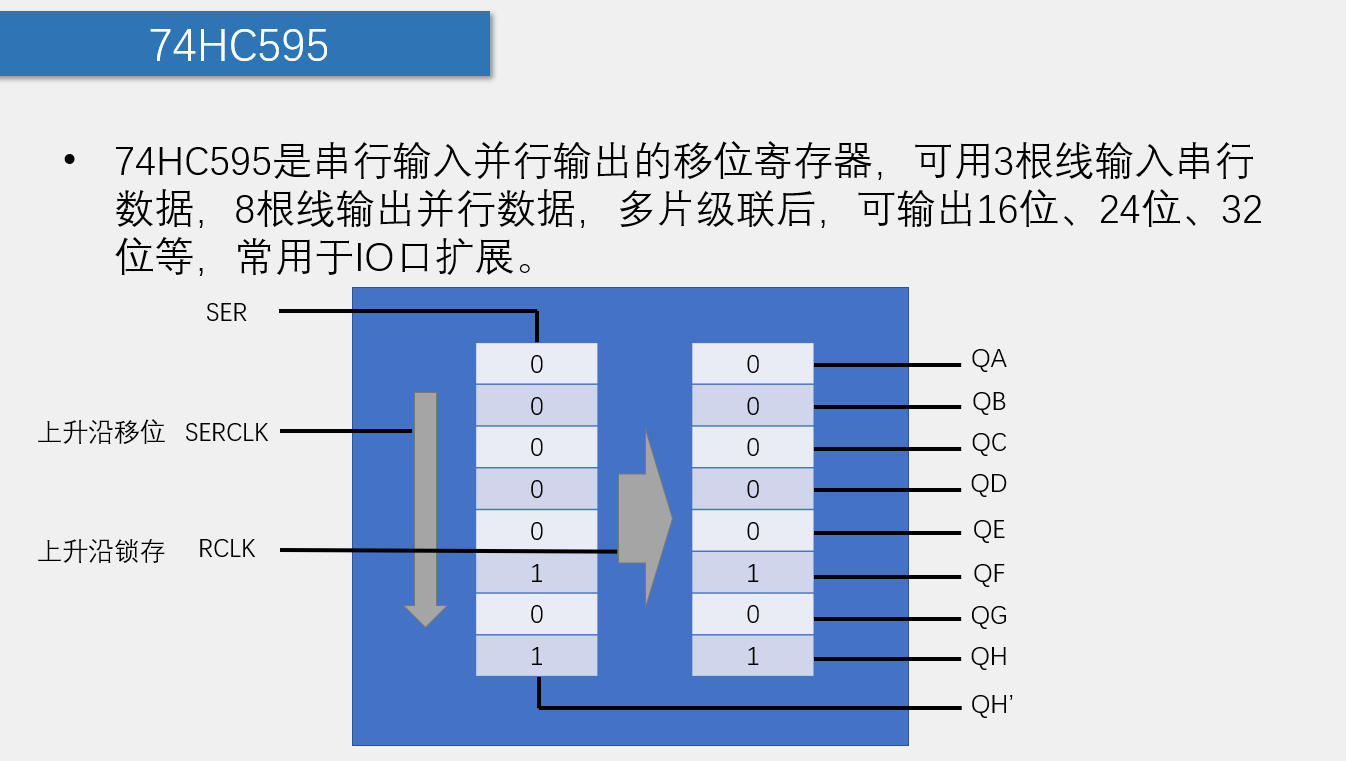 74HC595
• 74HC595是串行输入并行输出的移位寄存器，可用3根线输入串行
数据，8根线输出并行数据，多片级联后，可输出16位、24位、32
位等，常用于IO口扩展。
SER
0 0 QA
0 0 QB
上升沿移位 SERCLK
0 0 QC
0 0 QD
0 0 QE
上升沿锁存 RCLK
1 1 QF
0 0 QG
1 1 QH
QH’